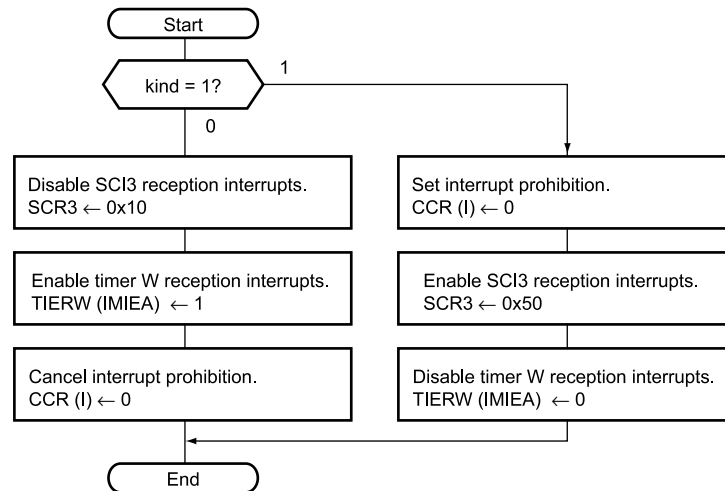 Start
kind = 1?
1
0
Disable SCI3 reception interrupts.
SCR3 ← 0x10
Enable timer W reception interrupts.
TIERW (IMIEA) ← 1
Cancel interrupt prohibition.
CCR (I) ← 0
Set interrupt prohibition.
CCR (I) ← 0
Enable SCI3 reception interrupts.
SCR3 ← 0x50
Disable timer W reception interrupts.
TIERW (IMIEA) ← 0
End